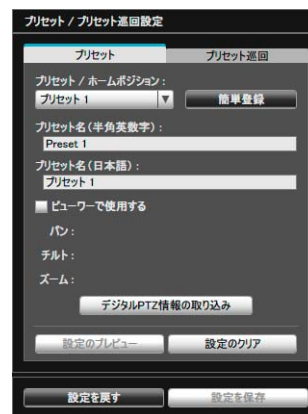 プリセット / プリセット巡回設定
プリセット プリセット巡回
プリセット / ホームポジション :
プリセット 1 簡単登録
プリセット名(半角英数字) :
Preset 1
プリセット名(日本語) :
プリセット 1
ビューワーで使用する
パン :
チルト :
ズーム :
デジタルPTZ情報の取り込み
設定のプレビュー 設定のクリア
設定を戻す 設定を保存